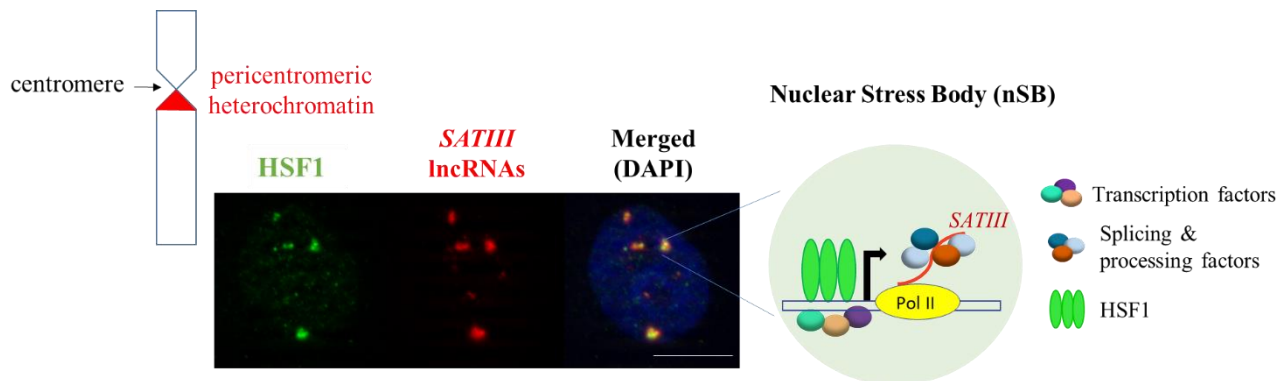 centromere
pericentromeric
heterochromatin
HSF1
SATIII
lncRNAs
Merged
(DAPI)
Nuclear Stress Body (nSB)
SATIII
Pol II
Transcription factors
Splicing &
processing factors
HSF1